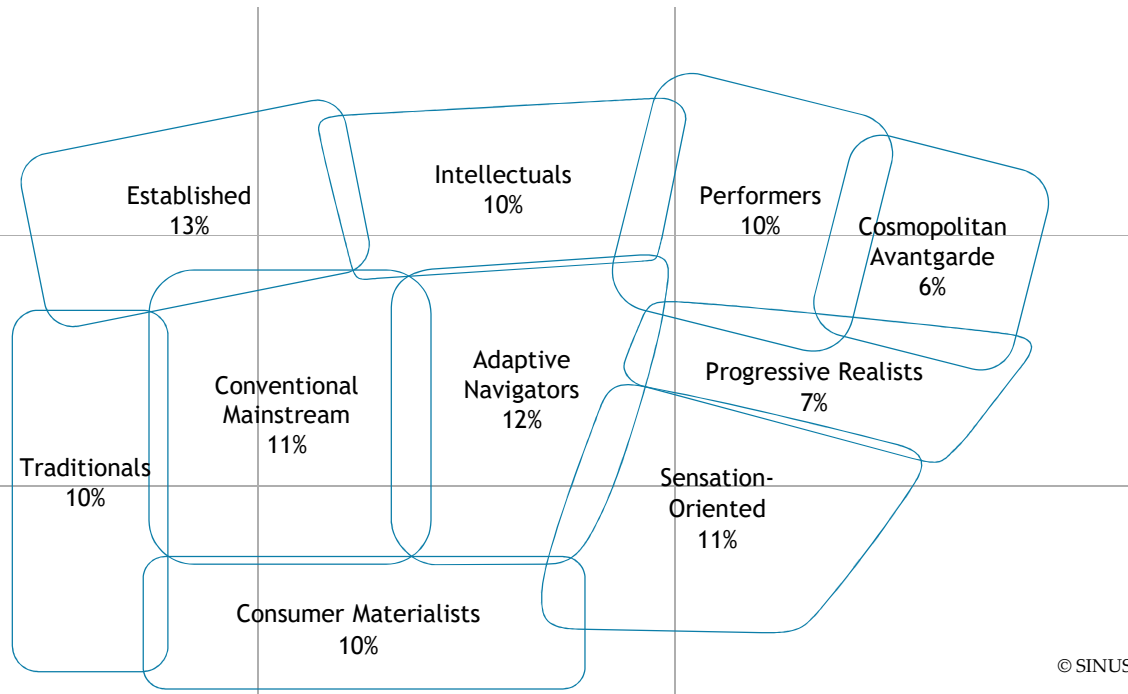 Established
13%
Intellectuals
10%
Performers
10%
Cosmopolitan
Avantgarde
6%
Traditionals
10%
Conventional
Mainstream
11%
Adaptive
Navigators
12%
Progressive Realists
7%
Sensation-
Oriented
11%
Consumer Materialists
10%
© SINUS